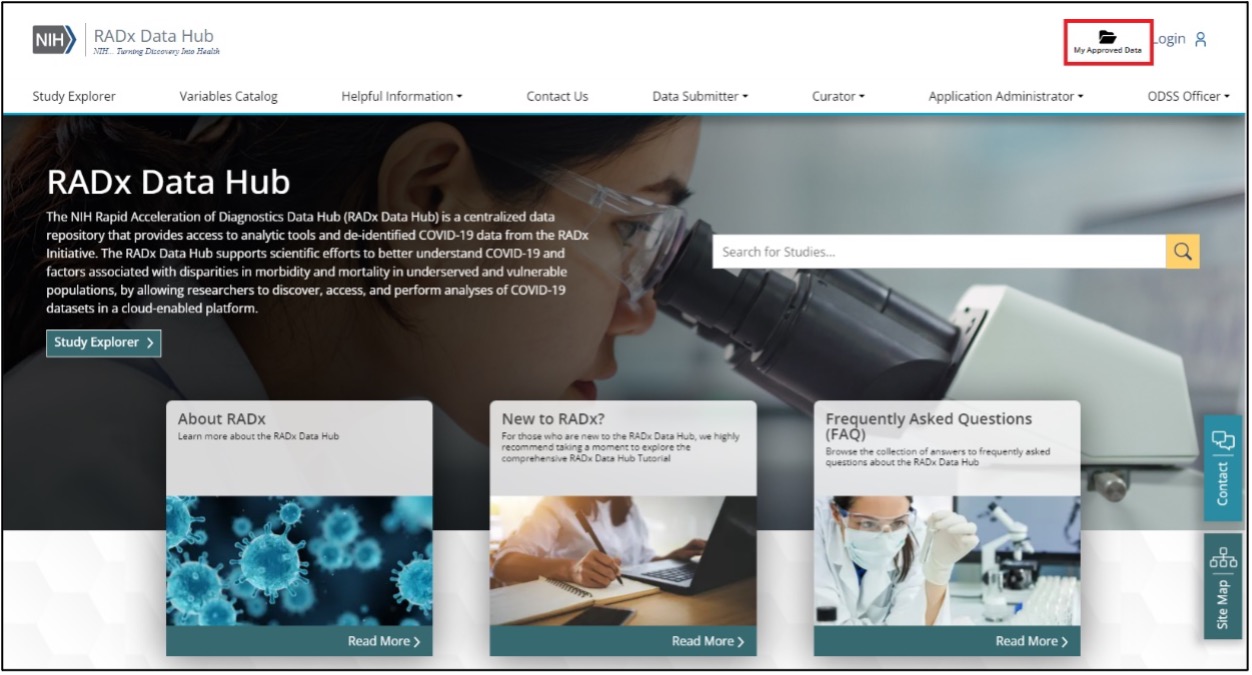 NIH
RADx Data Hub
NIH... Turning Discovery Into Health
My Approved Data
Login
Study Explorer
Variables Catalog
Helpful Information
Contact Us
Data Submitter
Curator
Application Administrator
ODSS Officer
RADx Data Hub
The NIH Rapid Acceleration of Diagnostics Data Hub (RADx Data Hub) is a centralized data
repository that provides access to analytic tools and de-identified COVID-19 data from the RADx
Initiative. The RADx Data Hub supports scientific efforts to better understand COVID-19 and
factors associated with disparities in morbidity and mortality in underserved and vulnerable
populations, by allowing researchers to discover, access, and perform analyses of COVID-19
datasets in a cloud-enabled platform.
Search for Studies...
Study Explorer
About RADx
Learn more about the RADx Data Hub
Read More
New to RADx?
For those who are new to the RADx Data Hub, we highly
recommend taking a moment to explore the
comprehensive RADx Data Hub Tutorial
Read More
Frequently Asked Questions
(FAQ)
Browse the collection of answers to frequently asked
questions about the RADx Data Hub
Read More
Contact
Site Map